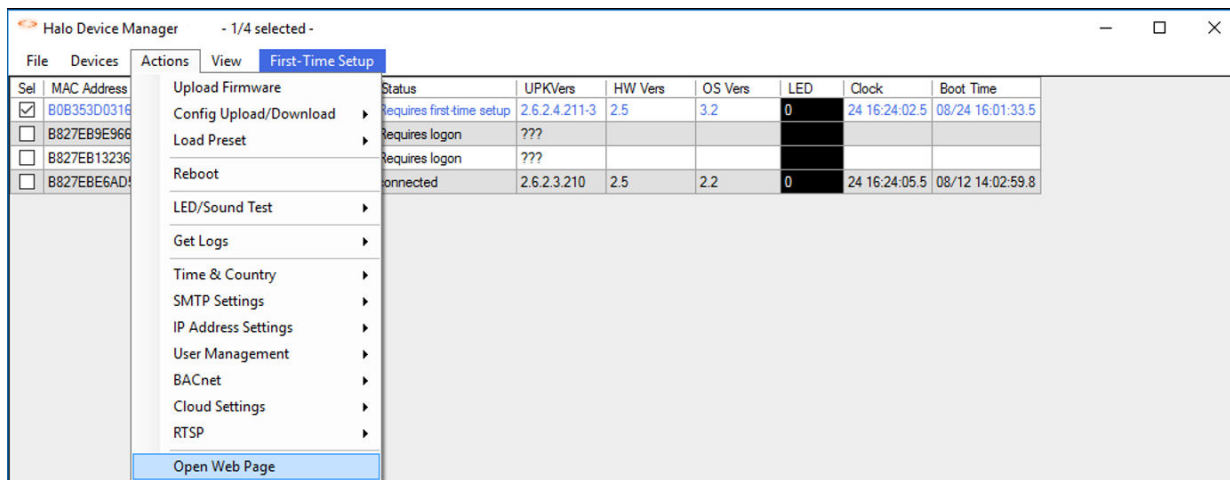 Halo Device Manager - 1/4 selected -
File Devices Actions View First-Time Setup
Sel MAC Address Status UPKVers HW Vers OS Vers LED Clock Boot Time
B0B353D0316 Requires first-time setup 2.6.2.4.211-3 2.5 3.2 0 24 16:24:02.5 08/24 16:01:33.5
B827EB9E966 Requires logon ???
B827EB13236 Requires logon ???
B827EBE6AD5 connected 2.6.2.3.210 2.5 2.2 0 24 16:24:05.5 08/12 14:02:59.8
Upload Firmware
Config Upload/Download
Load Preset
Reboot
LED/Sound Test
Get Logs
Time & Country
SMTP Settings
IP Address Settings
User Management
BACnet
Cloud Settings
RTSP
Open Web Page